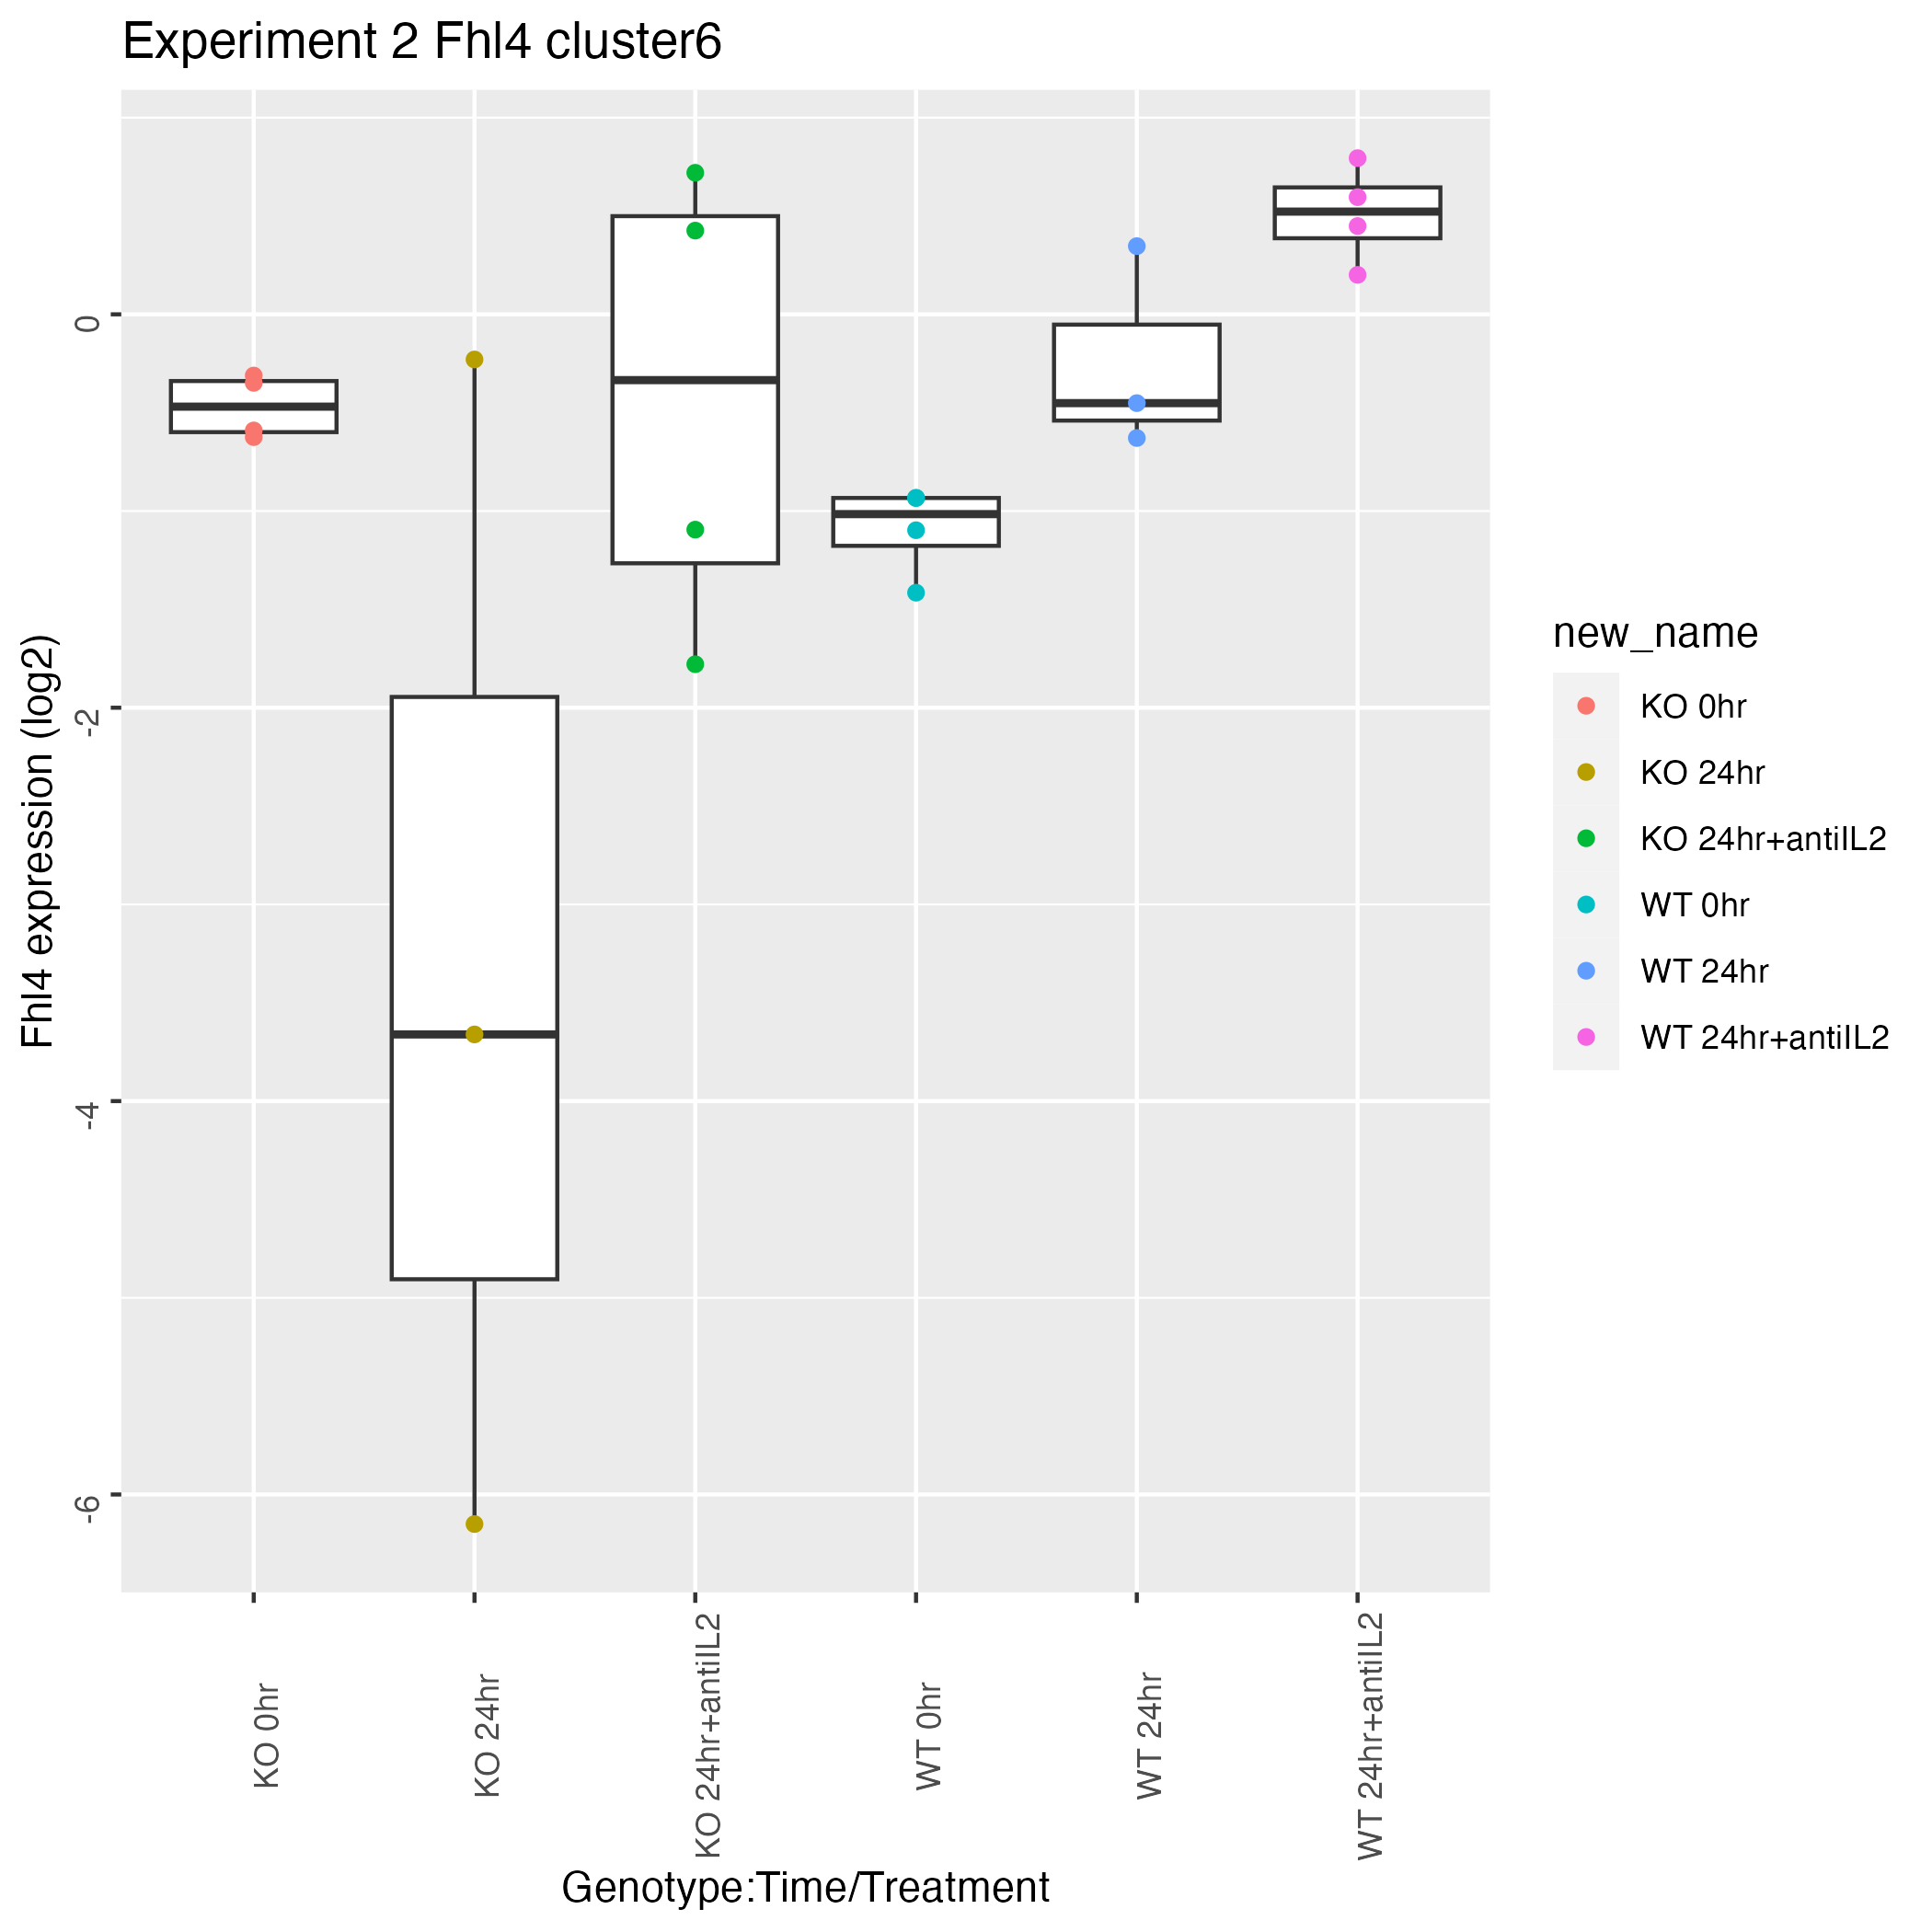 Experiment 2 Fhl4 cluster6
Fhl4 expression (log2)
0
-2
-4
-6
KO 0hr
KO 24hr
KO 24hr+antiIL2
WT 0hr
WT 24hr
WT 24hr+antiIL2
Genotype:Time/Treatment
new_name
KO 0hr
KO 24hr
KO 24hr+antiIL2
WT 0hr
WT 24hr
WT 24hr+antiIL2